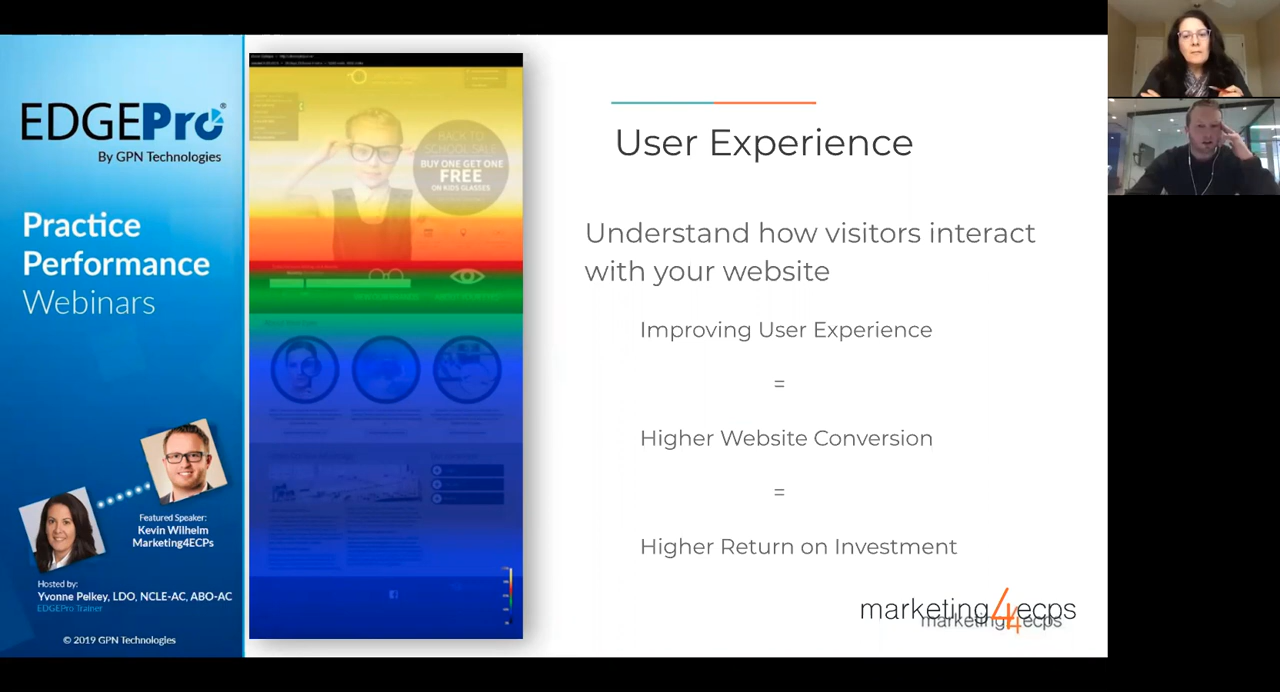 EDGEPro®
By GPN Technologies
Practice
Performance
Webinars
Featured Speaker:
Kevin Wilhelm
Marketing4ECPs
Hosted by:
Yvonne Pelkey, LDO, NCLE-AC, ABO-AC
EDGEPro Trainer
© 2019 GPN Technologies
BACK TO
SCHOOL SALE
BUY ONE GET ONE
FREE
ON KIDS GLASSES
User Experience
Understand how visitors interact
with your website
Improving User Experience
=
Higher Website Conversion
=
Higher Return on Investment
marketing4ecps
marketing4ecps